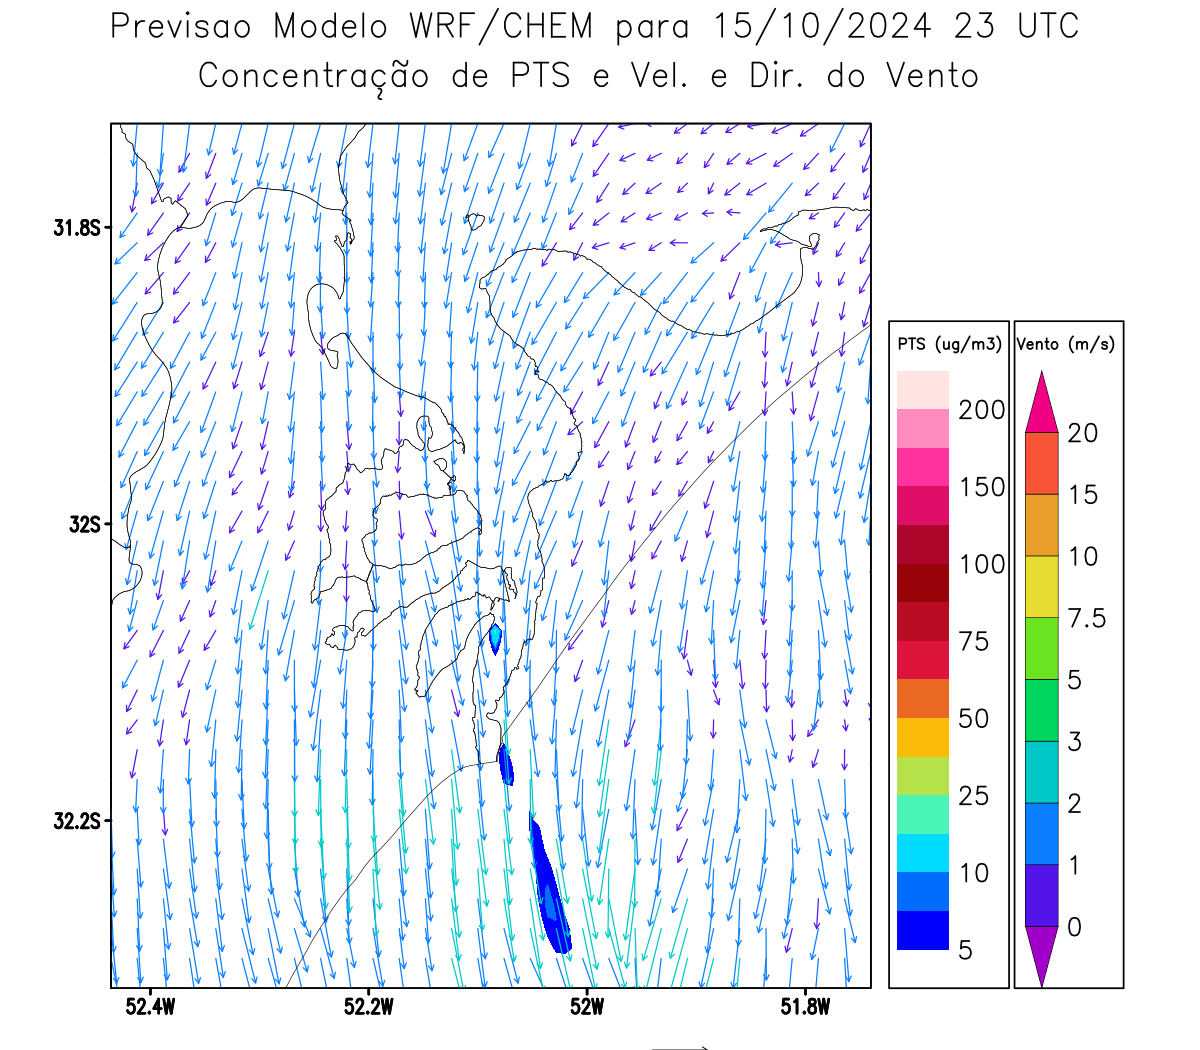 Previsao Modelo WRF/CHEM para 15/10/2024 23 UTC
Concentração de PTS e Vel. e Dir. do Vento
31.8S
32S
32.2S
52.4W 52.2W 52W 51.8W
PTS (ug/m3)
200
150
100
75
50
25
10
5
Vento (m/s)
20
15
10
7.5
5
3
2
1
0